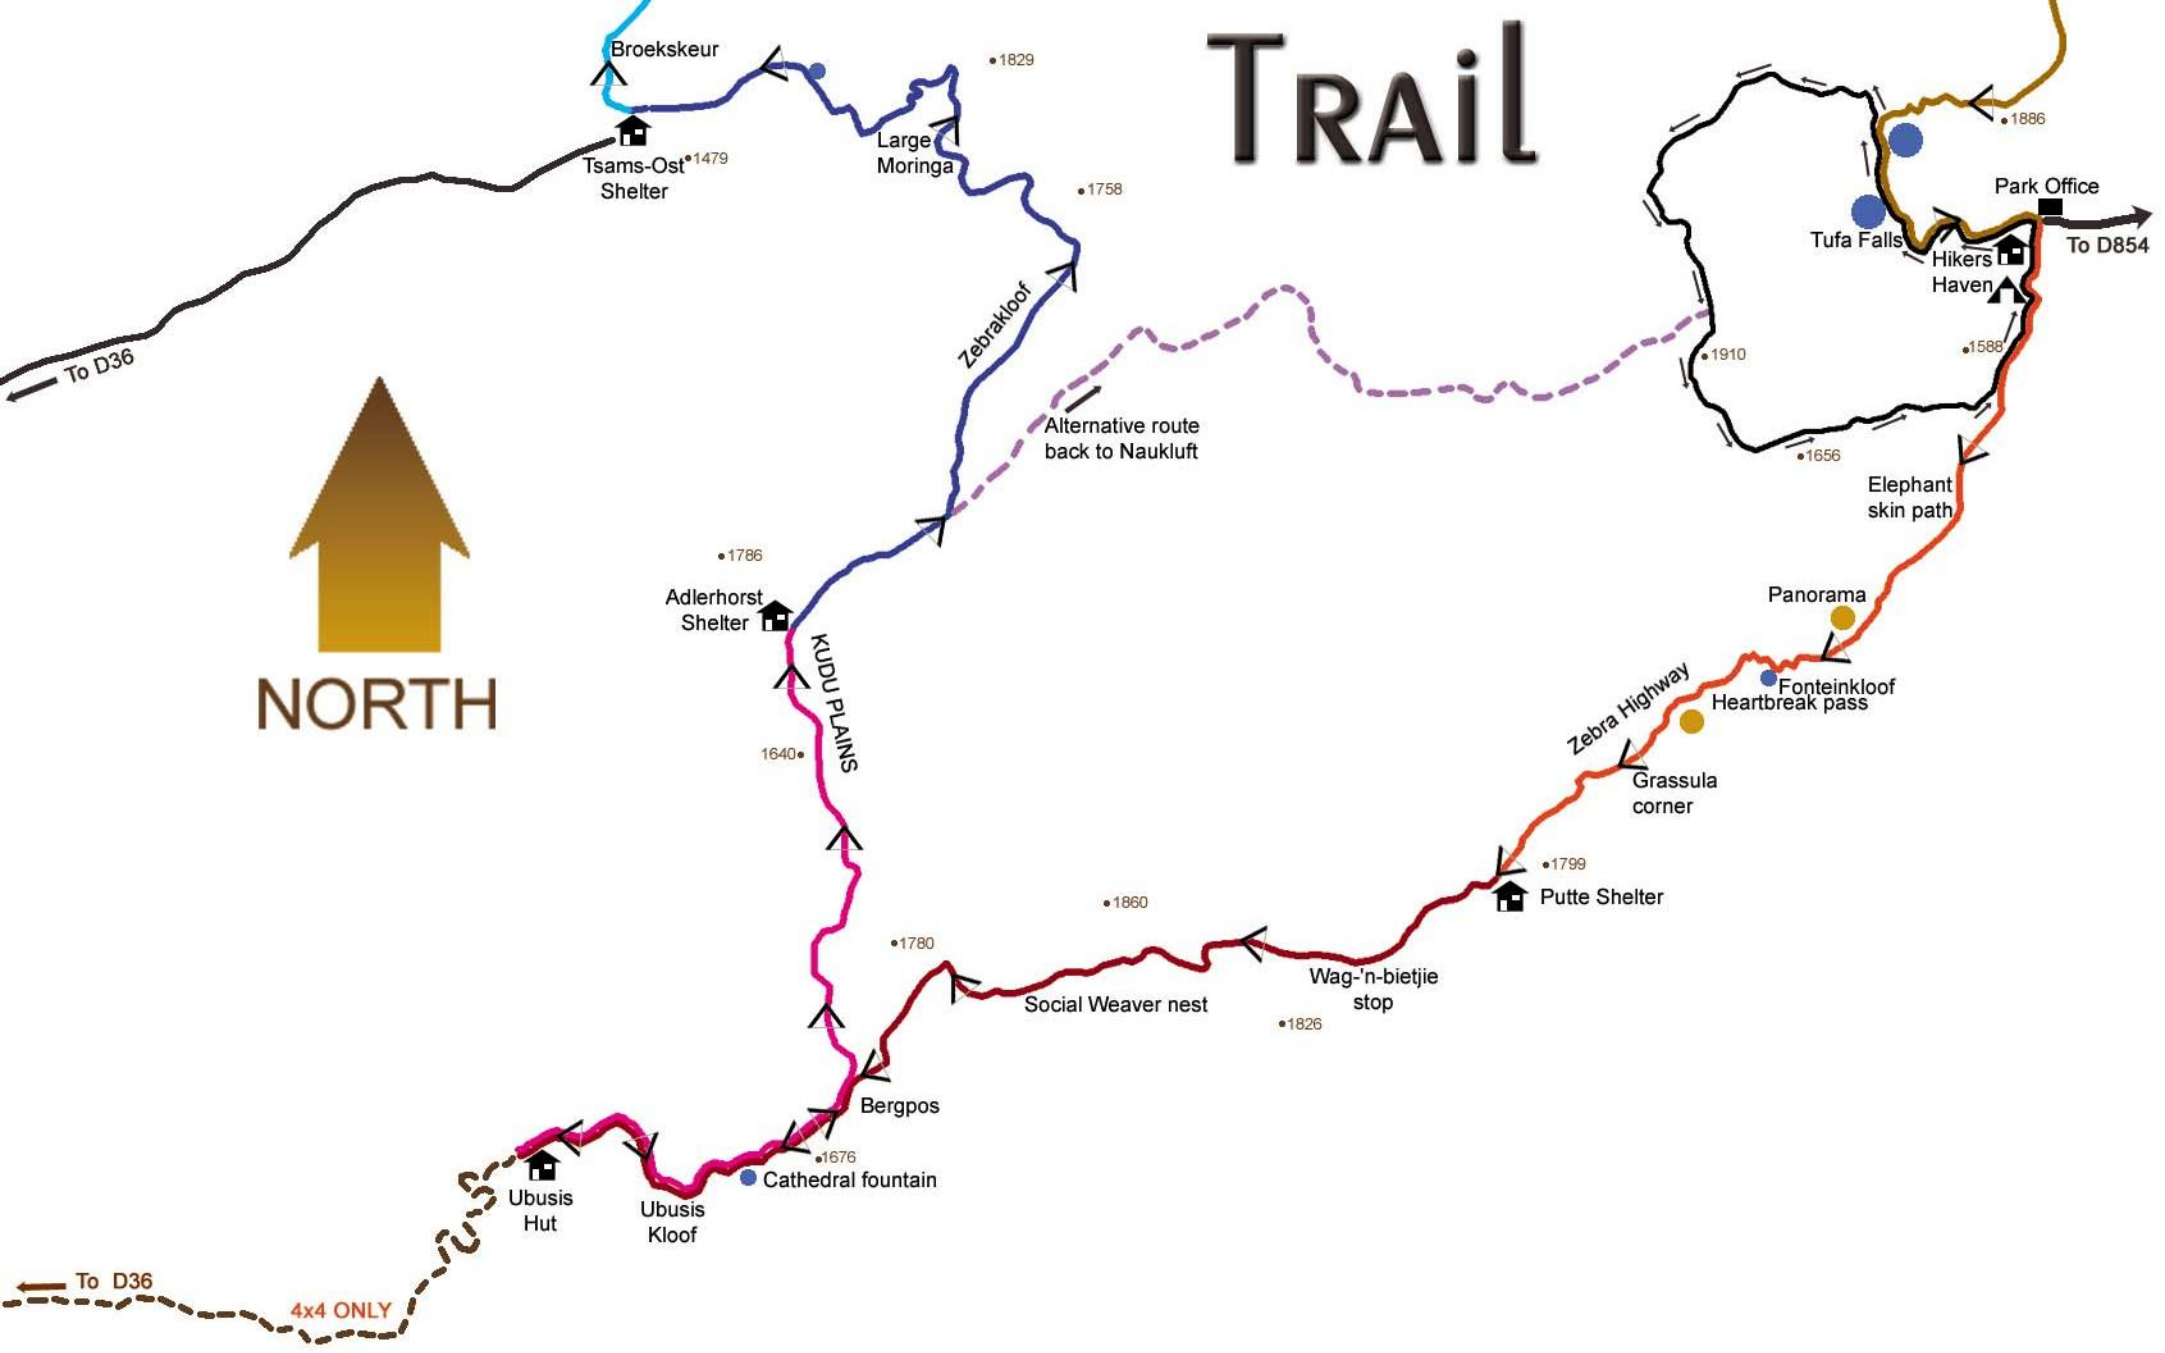 Broekskeur
TRAiL
1829
Large
Moringa
1886
Tsams-Ost
Shelter
1479
1758
Park Office
To D854
Tufa Falls
Hikers
Haven
Zebrakloof
To D36
1910
1588
Alternative route
back to Naukluft
1656
Elephant
skin path
NORTH
1786
Adlerhorst
Shelter
KUDU PLAINS
1640
Panorama
Fonteinkloof
Heartbreak pass
Zebra Highway
Grassula
corner
1799
Putte Shelter
1860
1780
Wag-'n-bietjie
stop
Social Weaver nest
1826
Bergpos
1676
Cathedral fountain
Ubusis
Hut
Ubusis
Kloof
To D36
4x4 ONLY